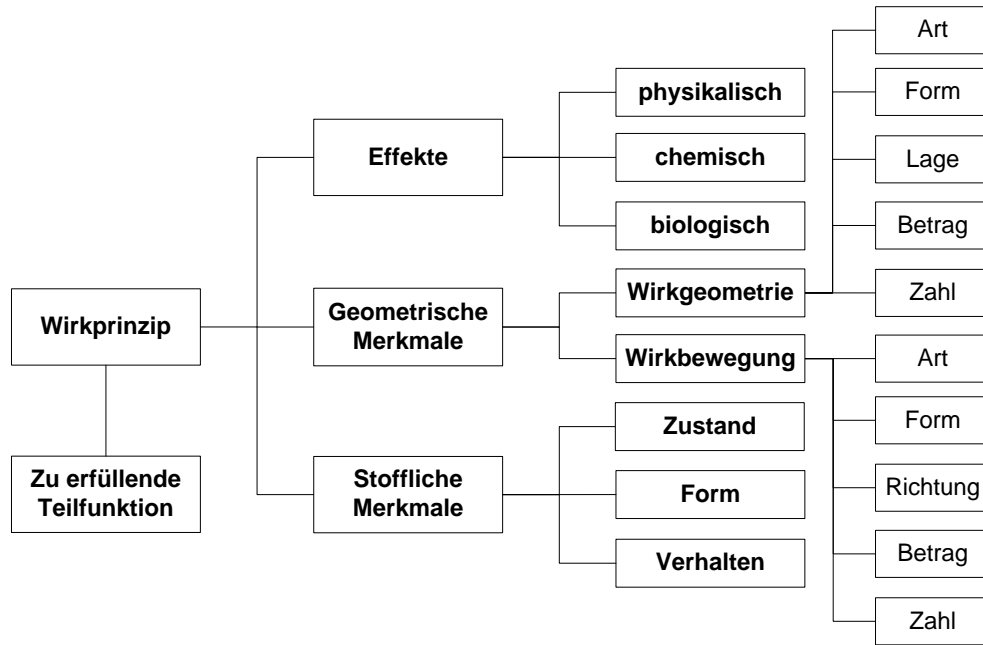 Wirkprinzip
Zu erfüllende
Teilfunktion
Effekte
Geometrische
Merkmale
Stoffliche
Merkmale
physikalisch
chemisch
biologisch
Wirkgeometrie
Wirkbewegung
Zustand
Form
Verhalten
Art
Form
Lage
Betrag
Zahl
Art
Form
Richtung
Betrag
Zahl